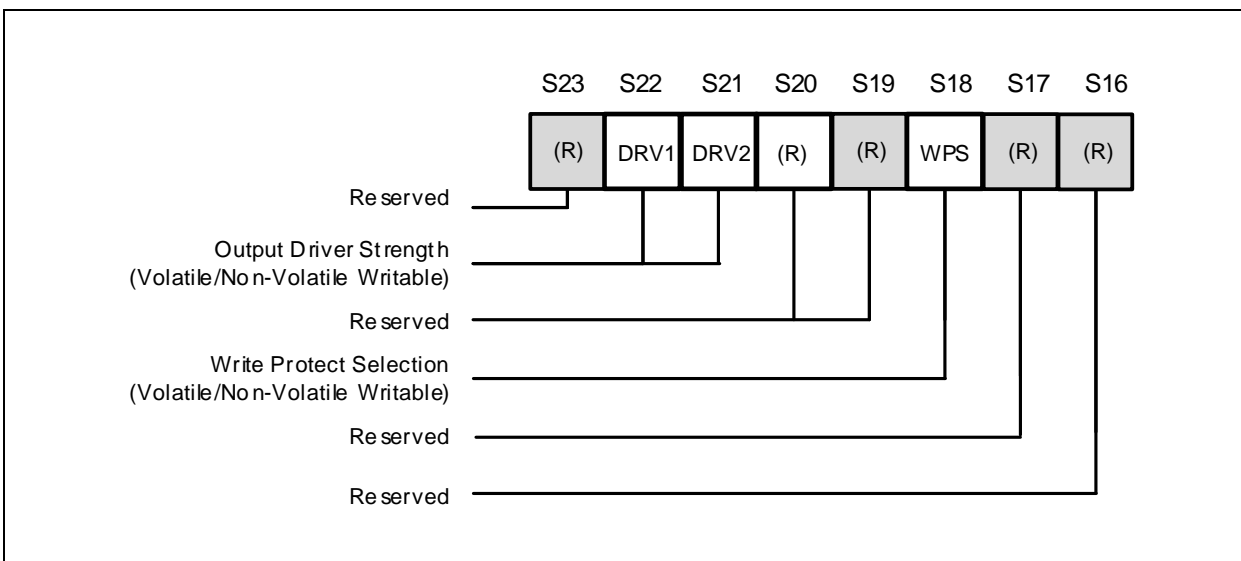 S23 S22 S21 S20 S19 S18 S17 S16
(R) DRV1 DRV2 (R) (R) WPS (R) (R)
Reserved
Output Driver Strength
(Volatile/Non-Volatile Writable)
Reserved
Write Protect Selection
(Volatile/Non-Volatile Writable)
Reserved
Reserved